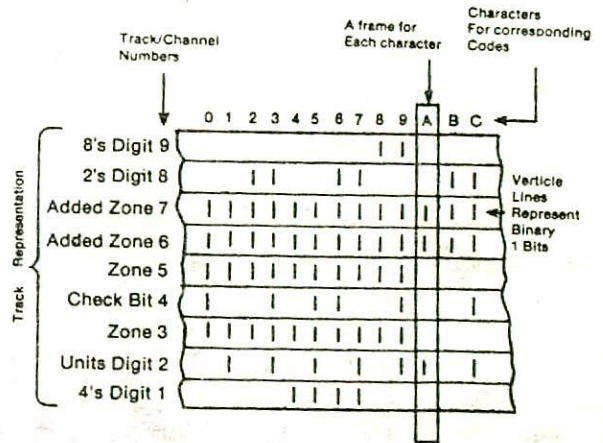 Characters
For corresponding
Codes
A frame for
Each character
Track/Channel
Numbers
0 1 2 3 4 5 6 7 8 9 A B C
8's Digit 9
2's Digit 8
Added Zone 7
Added Zone 6
Zone 5
Check Bit 4
Zone 3
Units Digit 2
4's Digit 1
Track Representation
Verticle
Lines
Represent
Binary
1 Bits